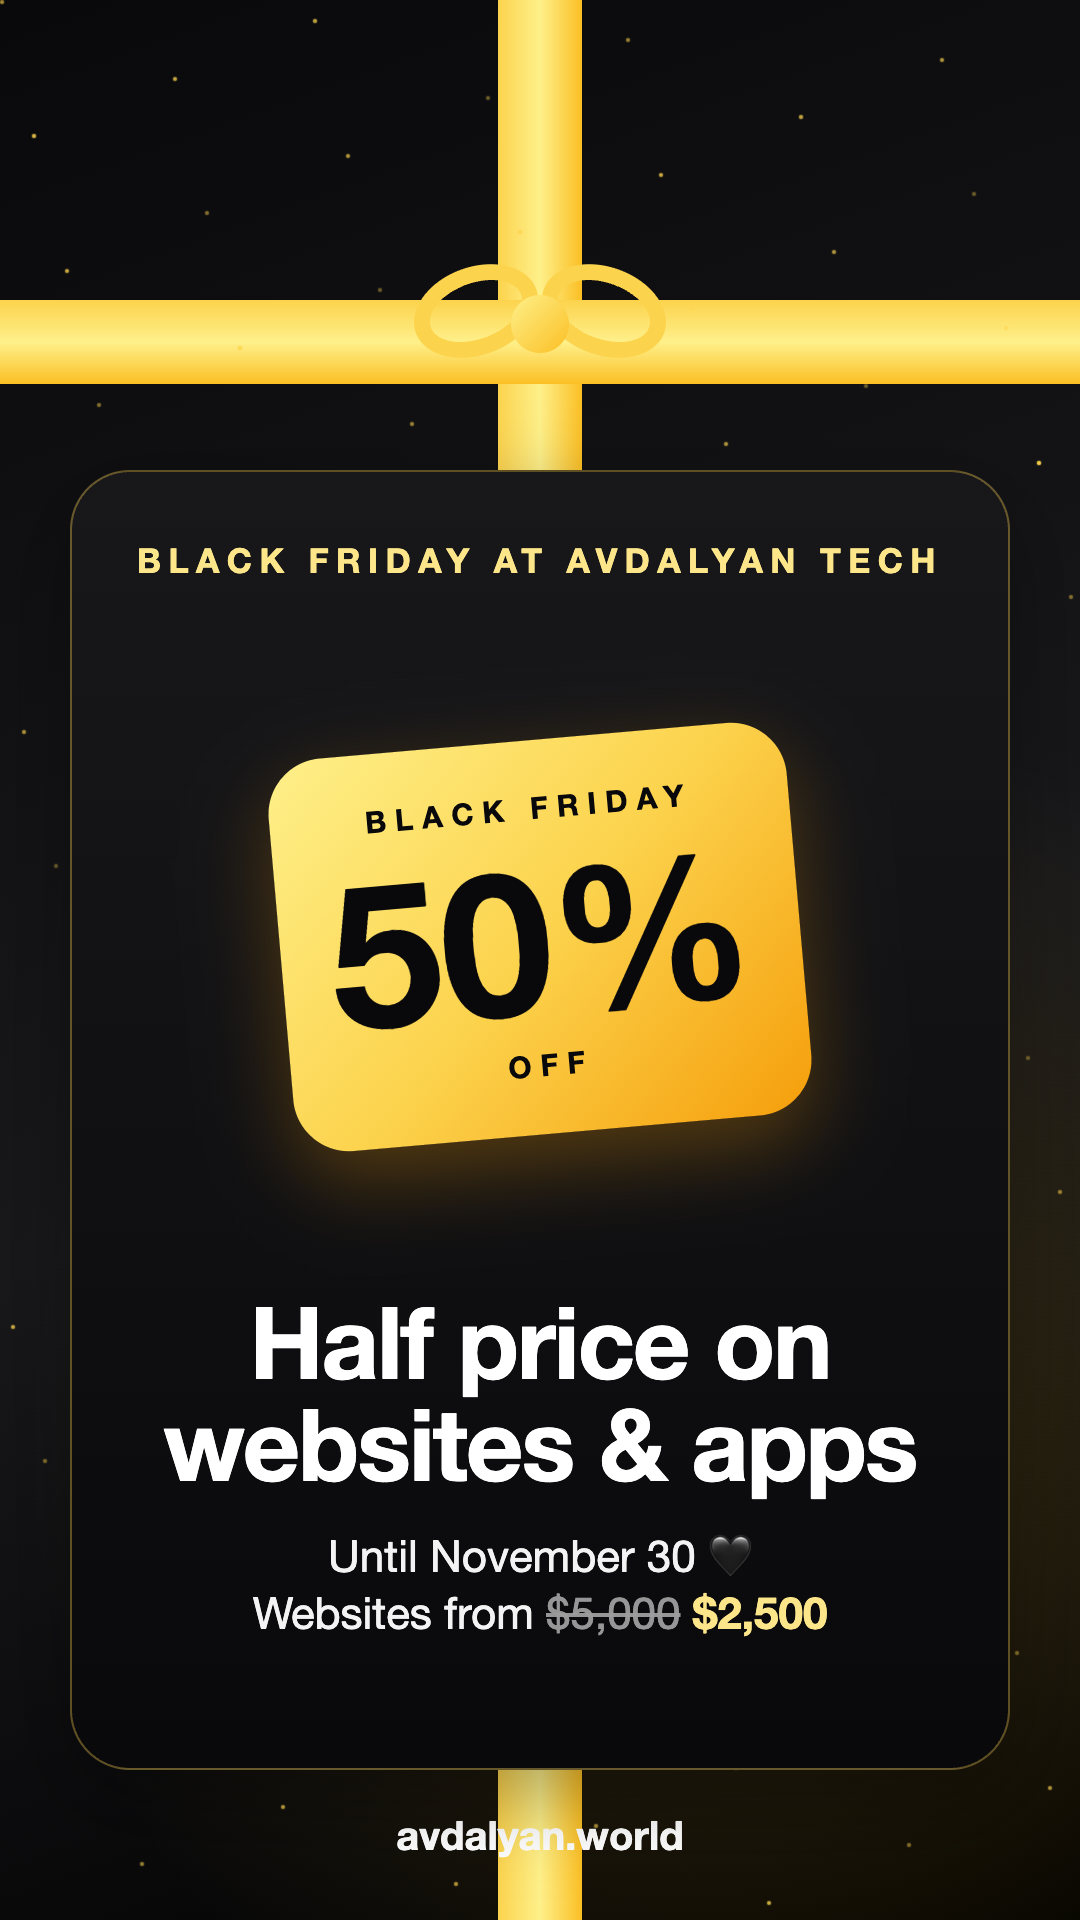 BLACK FRIDAY AT AVDALYAN TECH
BLACK FRIDAY
50%
OFF
Half price on
websites & apps
Until November 30 🖤
Websites from $5,000 $2,500
avdalyan.world